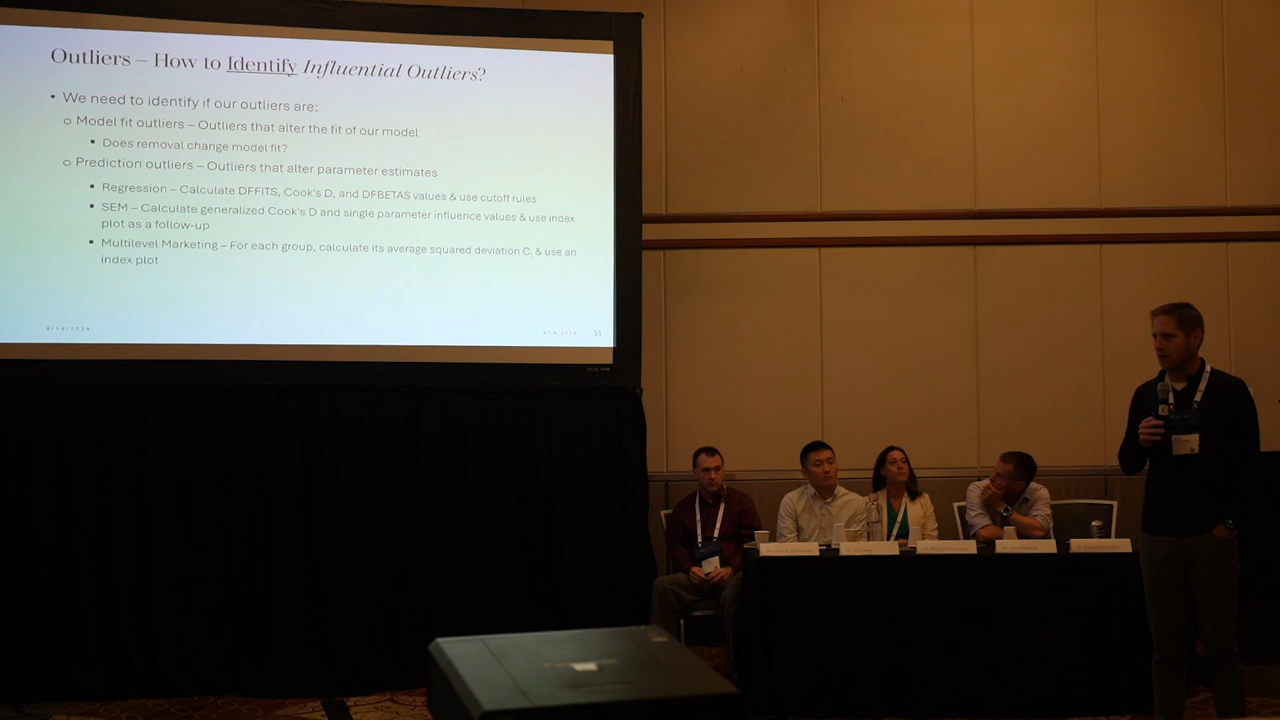 Outliers – How to Identify Influential Outliers?
• We need to identify if our outliers are:
o Model fit outliers – Outliers that alter the fit of our model
▪ Does removal change model fit?
o Prediction outliers – Outliers that alter parameter estimates
▪ Regression – Calculate DFFITS, Cook's D, and DFBETAS values & use cutoff rules
▪ SEM – Calculate generalized Cook's D and single parameter influence values & use index
plot as a follow-up
▪ Multilevel Marketing – For each group, calculate its average squared deviation Cj & use an
index plot
55